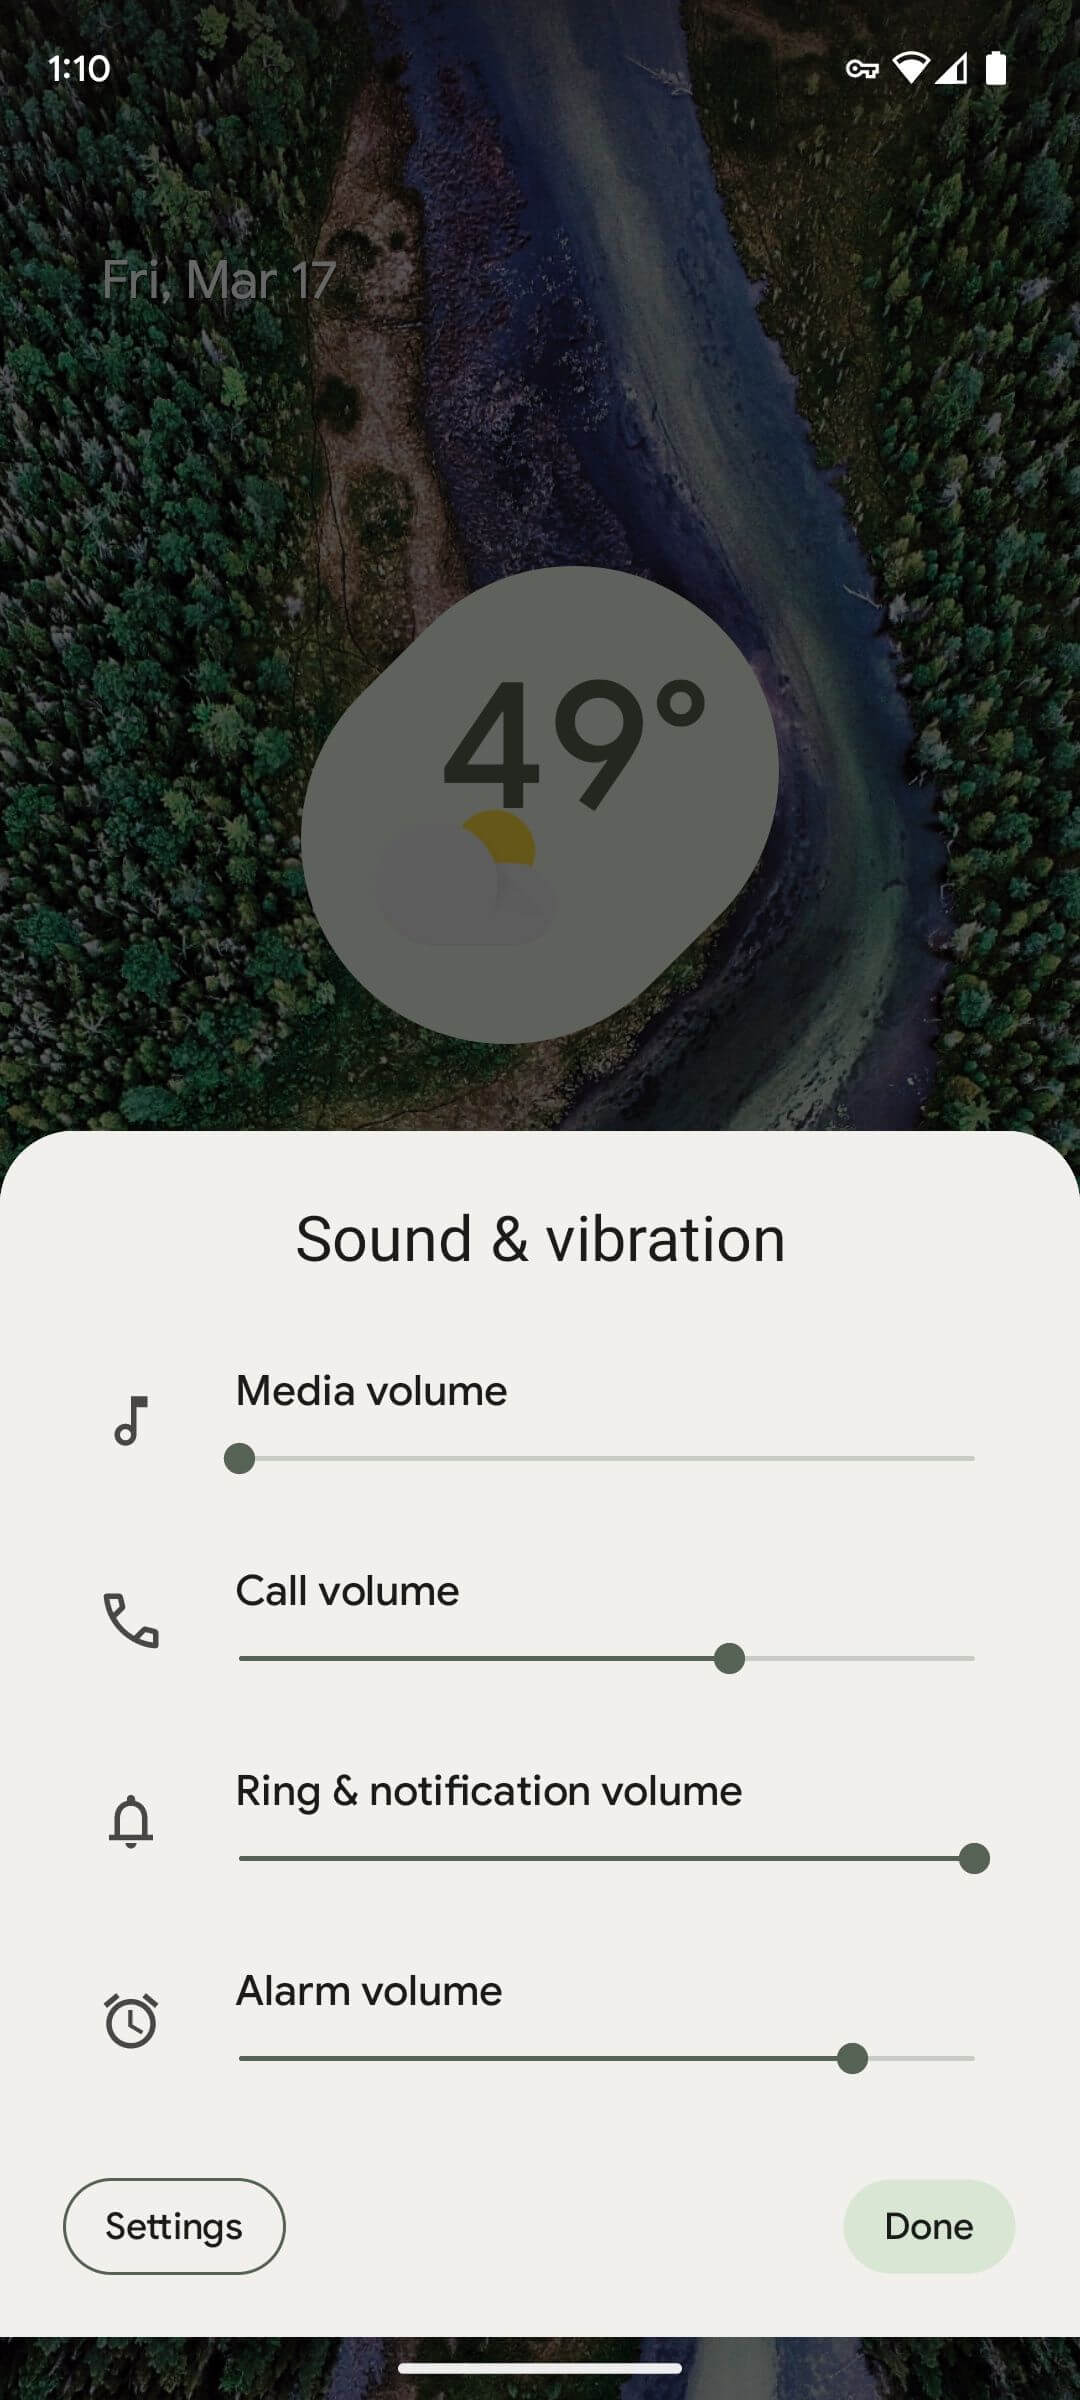 1:10
Fri, Mar 17
49°
Sound & vibration
Media volume
Call volume
Ring & notification volume
Alarm volume
Settings
Done